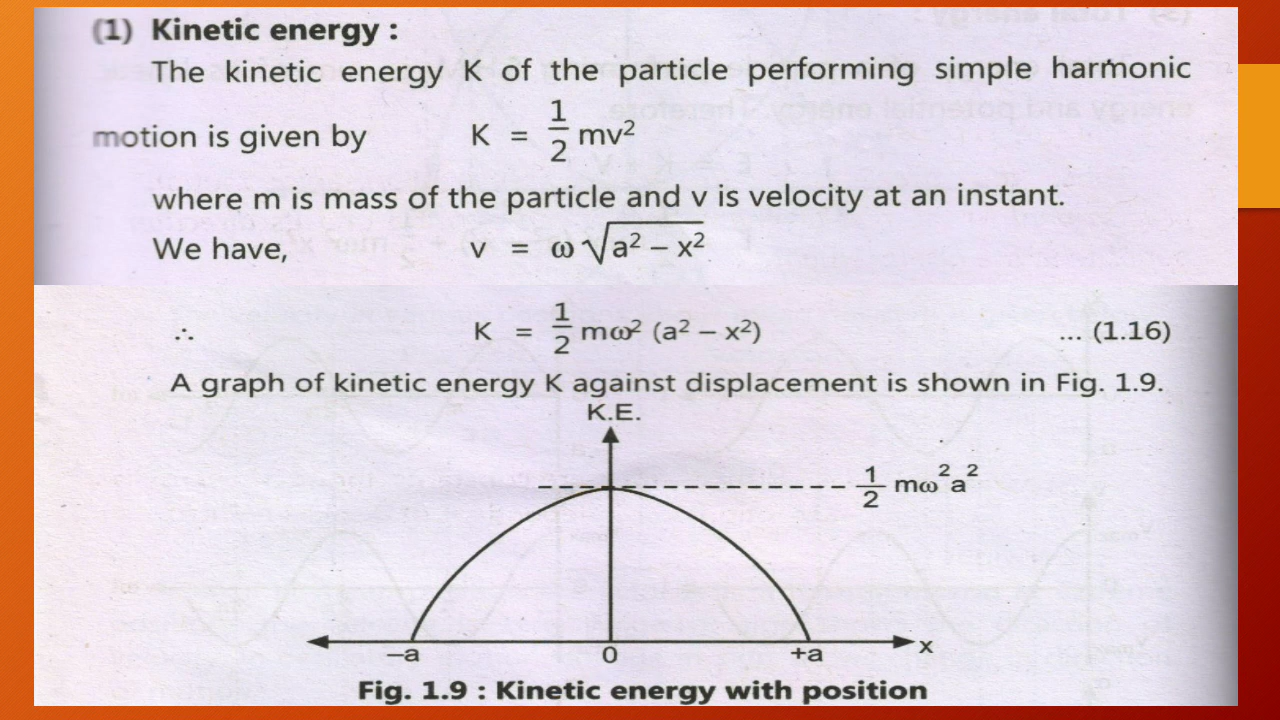 (1) Kinetic energy :
The kinetic energy K of the particle performing simple harmonic
motion is given by K = 1/2 mv²
where m is mass of the particle and v is velocity at an instant.
We have, v = ω √(a² – x²)
∴ K = 1/2 mω² (a² – x²) ... (1.16)
A graph of kinetic energy K against displacement is shown in Fig. 1.9.
K.E.
1/2 mω²a²
–a 0 +a x
Fig. 1.9 : Kinetic energy with position